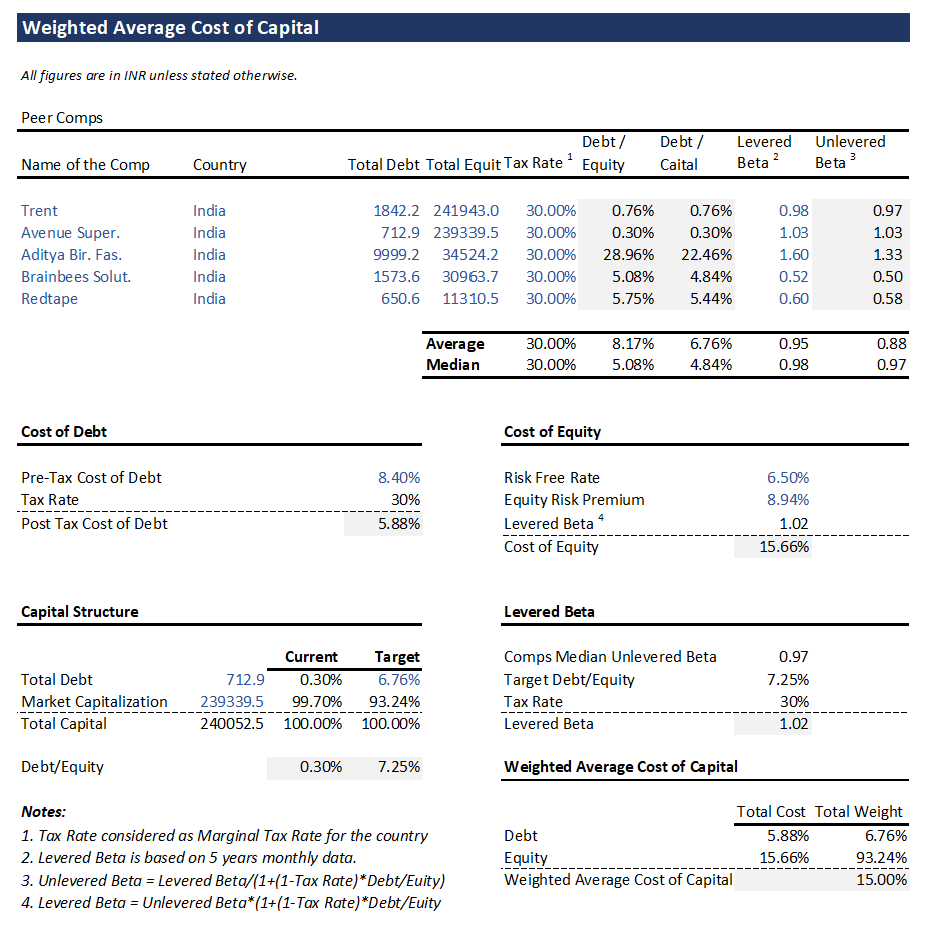 Weighted Average Cost of Capital
All figures are in INR unless stated otherwise.
Peer Comps
Name of the Comp Country Total Debt Total Equit Tax Rate 1 Debt / Equity Debt / Caital Levered Beta 2 Unlevered Beta 3
Trent India 1842.2 241943.0 30.00% 0.76% 0.76% 0.98 0.97
Avenue Super. India 712.9 239339.5 30.00% 0.30% 0.30% 1.03 1.03
Aditya Bir. Fas. India 9999.2 34524.2 30.00% 28.96% 22.46% 1.60 1.33
Brainbees Solut. India 1573.6 30963.7 30.00% 5.08% 4.84% 0.52 0.50
Redtape India 650.6 11310.5 30.00% 5.75% 5.44% 0.60 0.58
Average 30.00% 8.17% 6.76% 0.95 0.88
Median 30.00% 5.08% 4.84% 0.98 0.97
Cost of Debt
Pre-Tax Cost of Debt 8.40%
Tax Rate 30%
Post Tax Cost of Debt 5.88%
Cost of Equity
Risk Free Rate 6.50%
Equity Risk Premium 8.94%
Levered Beta 4 1.02
Cost of Equity 15.66%
Capital Structure
Current Target
Total Debt 712.9 0.30% 6.76%
Market Capitalization 239339.5 99.70% 93.24%
Total Capital 240052.5 100.00% 100.00%
Debt/Equity 0.30% 7.25%
Levered Beta
Comps Median Unlevered Beta 0.97
Target Debt/Equity 7.25%
Tax Rate 30%
Levered Beta 1.02
Weighted Average Cost of Capital
Total Cost Total Weight
Debt 5.88% 6.76%
Equity 15.66% 93.24%
Weighted Average Cost of Capital 15.00%
Notes:
1. Tax Rate considered as Marginal Tax Rate for the country
2. Levered Beta is based on 5 years monthly data.
3. Unlevered Beta = Levered Beta/(1+(1-Tax Rate)*Debt/Euity)
4. Levered Beta = Unlevered Beta*(1+(1-Tax Rate)*Debt/Euity